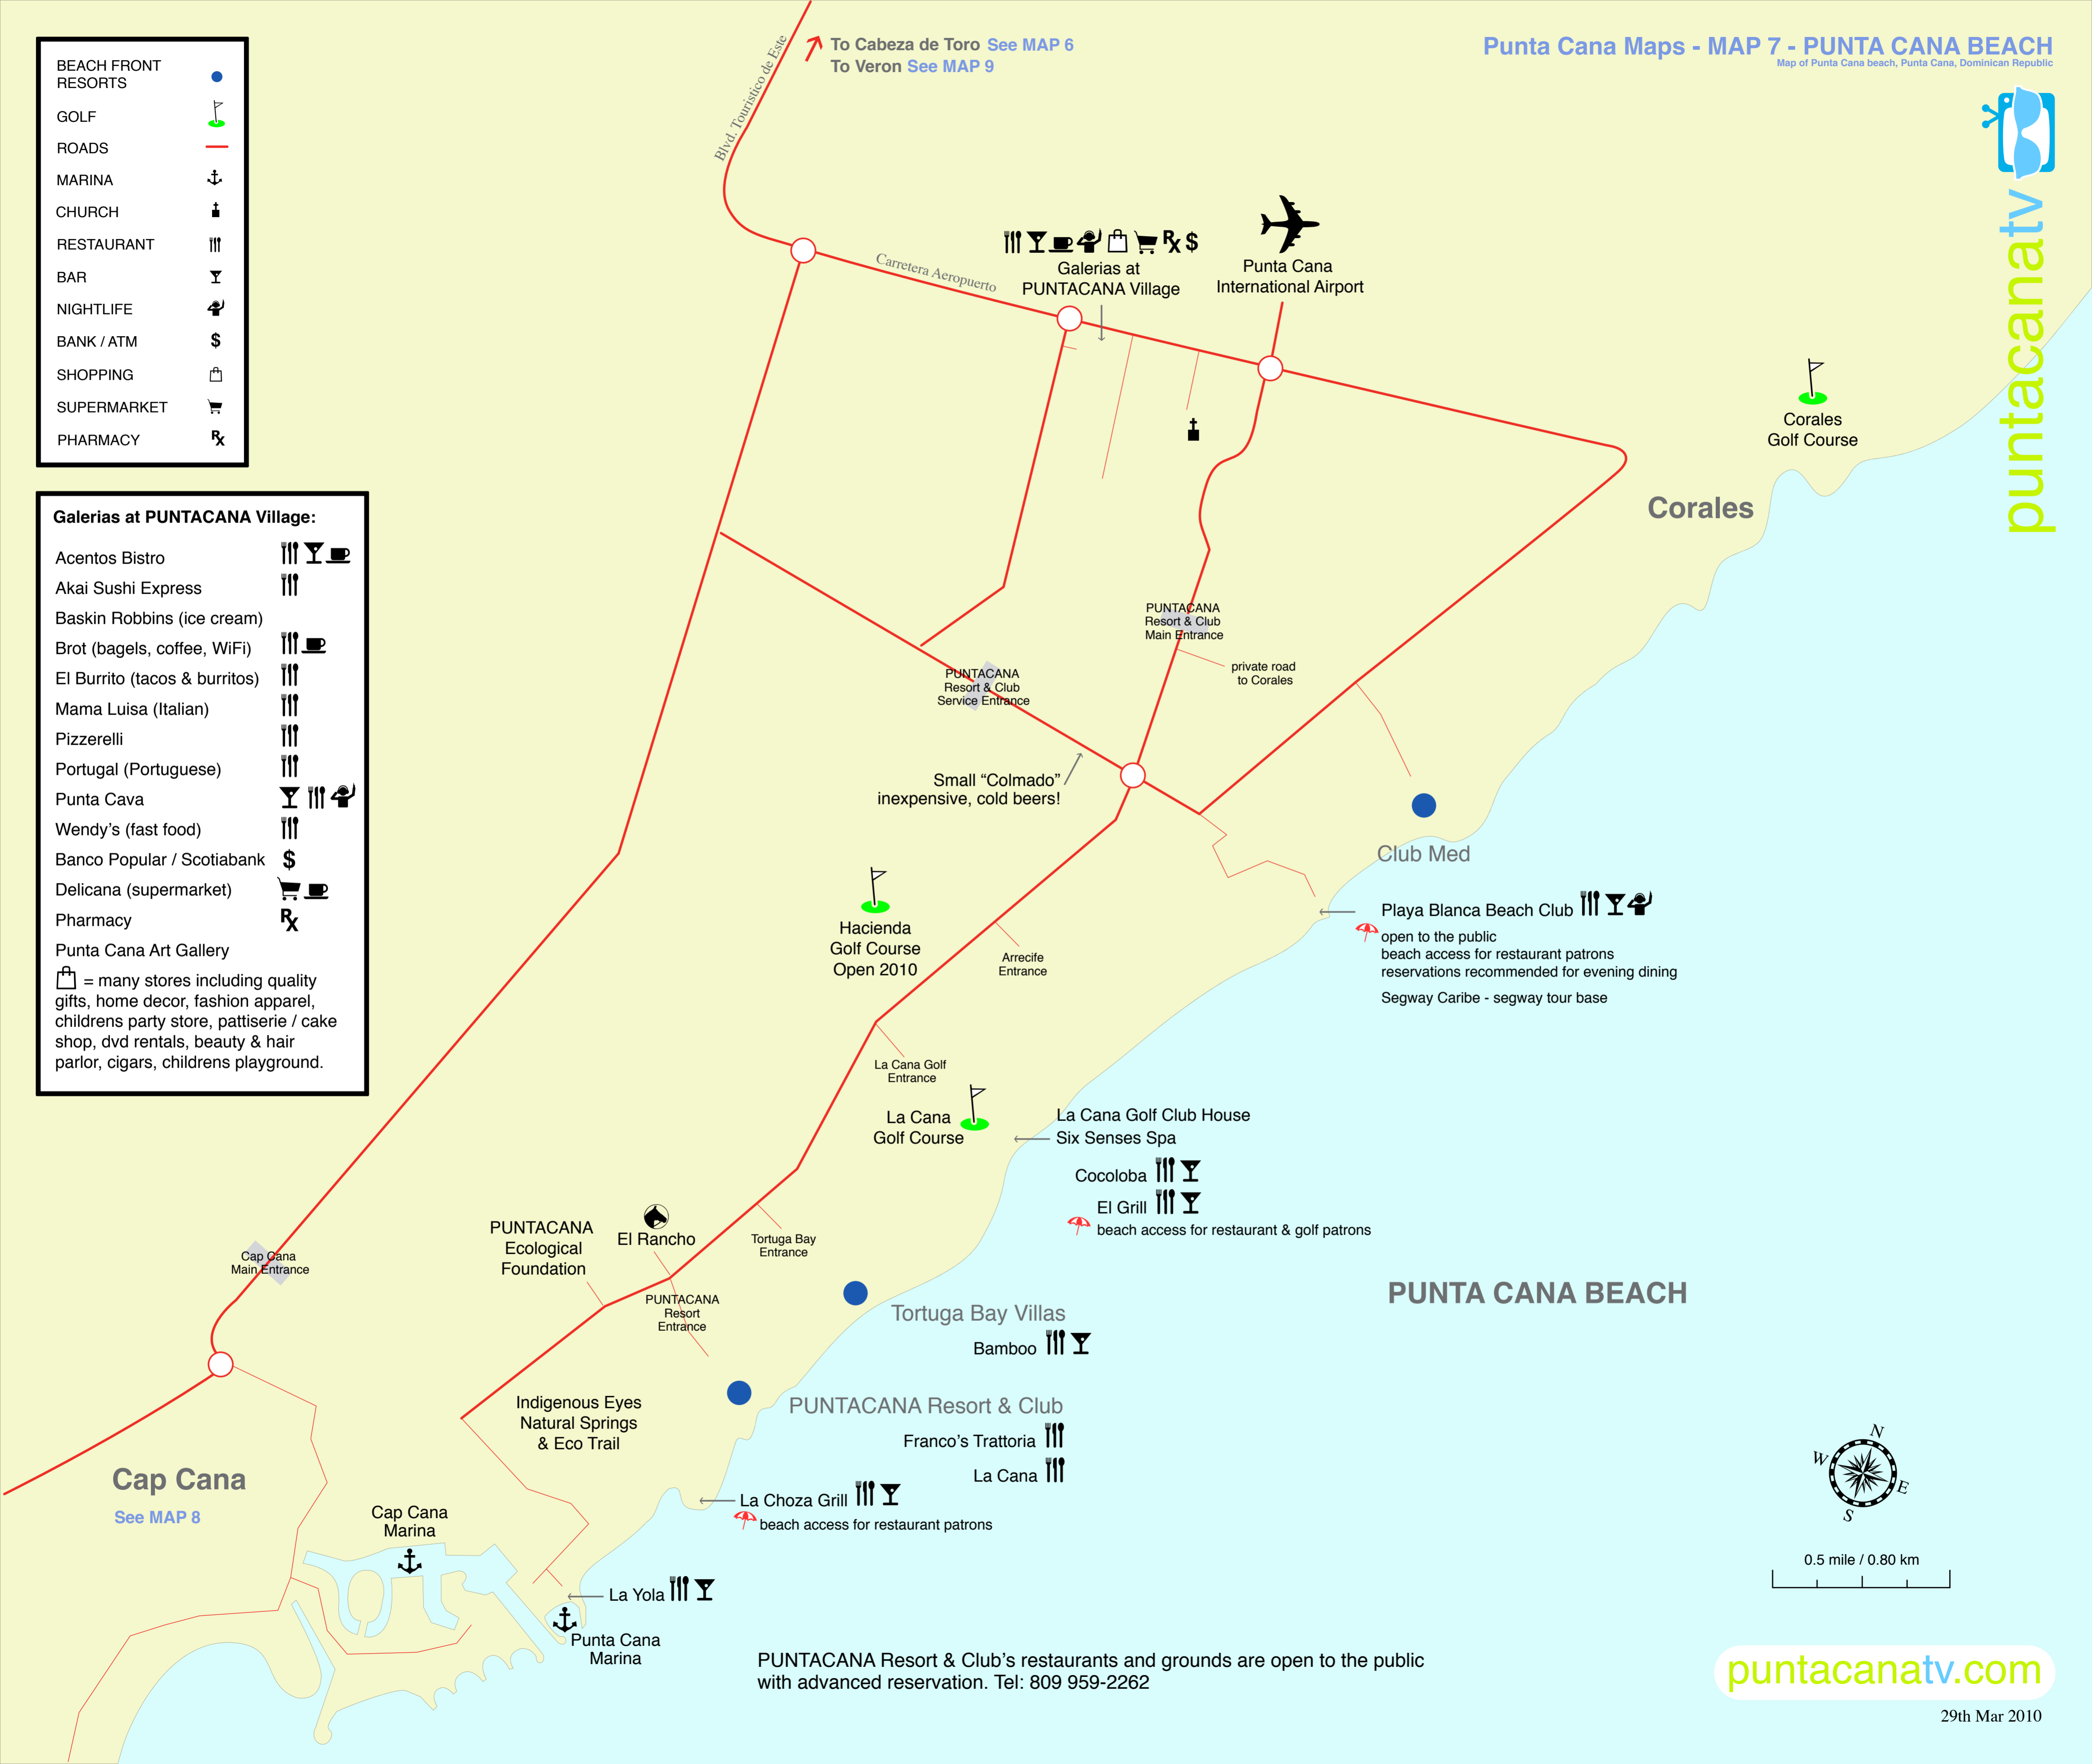 Punta Cana Maps - MAP 7 - PUNTA CANA BEACH
Map of Punta Cana beach, Punta Cana, Dominican Republic
puntacanatv
To Cabeza de Toro See MAP 6
To Veron See MAP 9
Blvd. Touristico de Este
BEACH FRONT
RESORTS
GOLF
ROADS
MARINA
CHURCH
RESTAURANT
BAR
NIGHTLIFE
BANK / ATM
$
SHOPPING
SUPERMARKET
PHARMACY
Rx
Galerias at PUNTACANA Village:
Acentos Bistro
Akai Sushi Express
Baskin Robbins (ice cream)
Brot (bagels, coffee, WiFi)
El Burrito (tacos & burritos)
Mama Luisa (Italian)
Pizzerelli
Portugal (Portuguese)
Punta Cava
Wendy's (fast food)
Banco Popular / Scotiabank $
Delicana (supermarket)
Pharmacy Rx
Punta Cana Art Gallery
= many stores including quality
gifts, home decor, fashion apparel,
childrens party store, pattiserie / cake
shop, dvd rentals, beauty & hair
parlor, cigars, childrens playground.
Carretera Aeropuerto
Rx $
Galerias at
PUNTACANA Village
Punta Cana
International Airport
Corales
Golf Course
Corales
PUNTACANA
Resort & Club
Main Entrance
private road
to Corales
PUNTACANA
Resort & Club
Service Entrance
Small “Colmado”
inexpensive, cold beers!
Club Med
Playa Blanca Beach Club
open to the public
beach access for restaurant patrons
reservations recommended for evening dining
Segway Caribe - segway tour base
Hacienda
Golf Course
Open 2010
Arrecife
Entrance
La Cana Golf
Entrance
La Cana
Golf Course
La Cana Golf Club House
Six Senses Spa
Cocoloba
El Grill
beach access for restaurant & golf patrons
PUNTACANA
Ecological
Foundation
El Rancho
Tortuga Bay
Entrance
PUNTACANA
Resort
Entrance
Cap Cana
Main Entrance
Tortuga Bay Villas
Bamboo
PUNTA CANA BEACH
PUNTACANA Resort & Club
Franco's Trattoria
La Cana
Indigenous Eyes
Natural Springs
& Eco Trail
La Choza Grill
beach access for restaurant patrons
Cap Cana
See MAP 8
Cap Cana
Marina
La Yola
Punta Cana
Marina
N
W
E
S
0.5 mile / 0.80 km
PUNTACANA Resort & Club's restaurants and grounds are open to the public
with advanced reservation. Tel: 809 959-2262
puntacanatv.com
29th Mar 2010